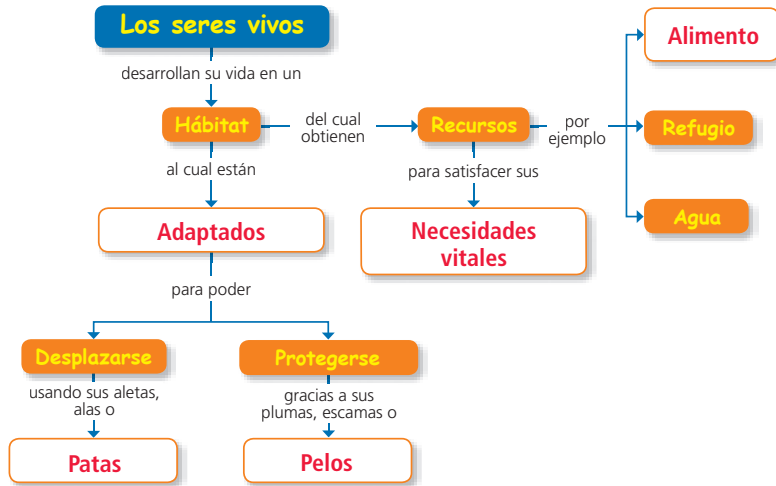 Los seres vivos
desarrollan su vida en un
Hábitat
del cual
obtienen
Recursos
por
ejemplo
Alimento
Refugio
Agua
al cual están
para satisfacer sus
Adaptados
Necesidades
vitales
para poder
Desplazarse
Protegerse
usando sus aletas,
alas o
gracias a sus
plumas, escamas o
Patas
Pelos